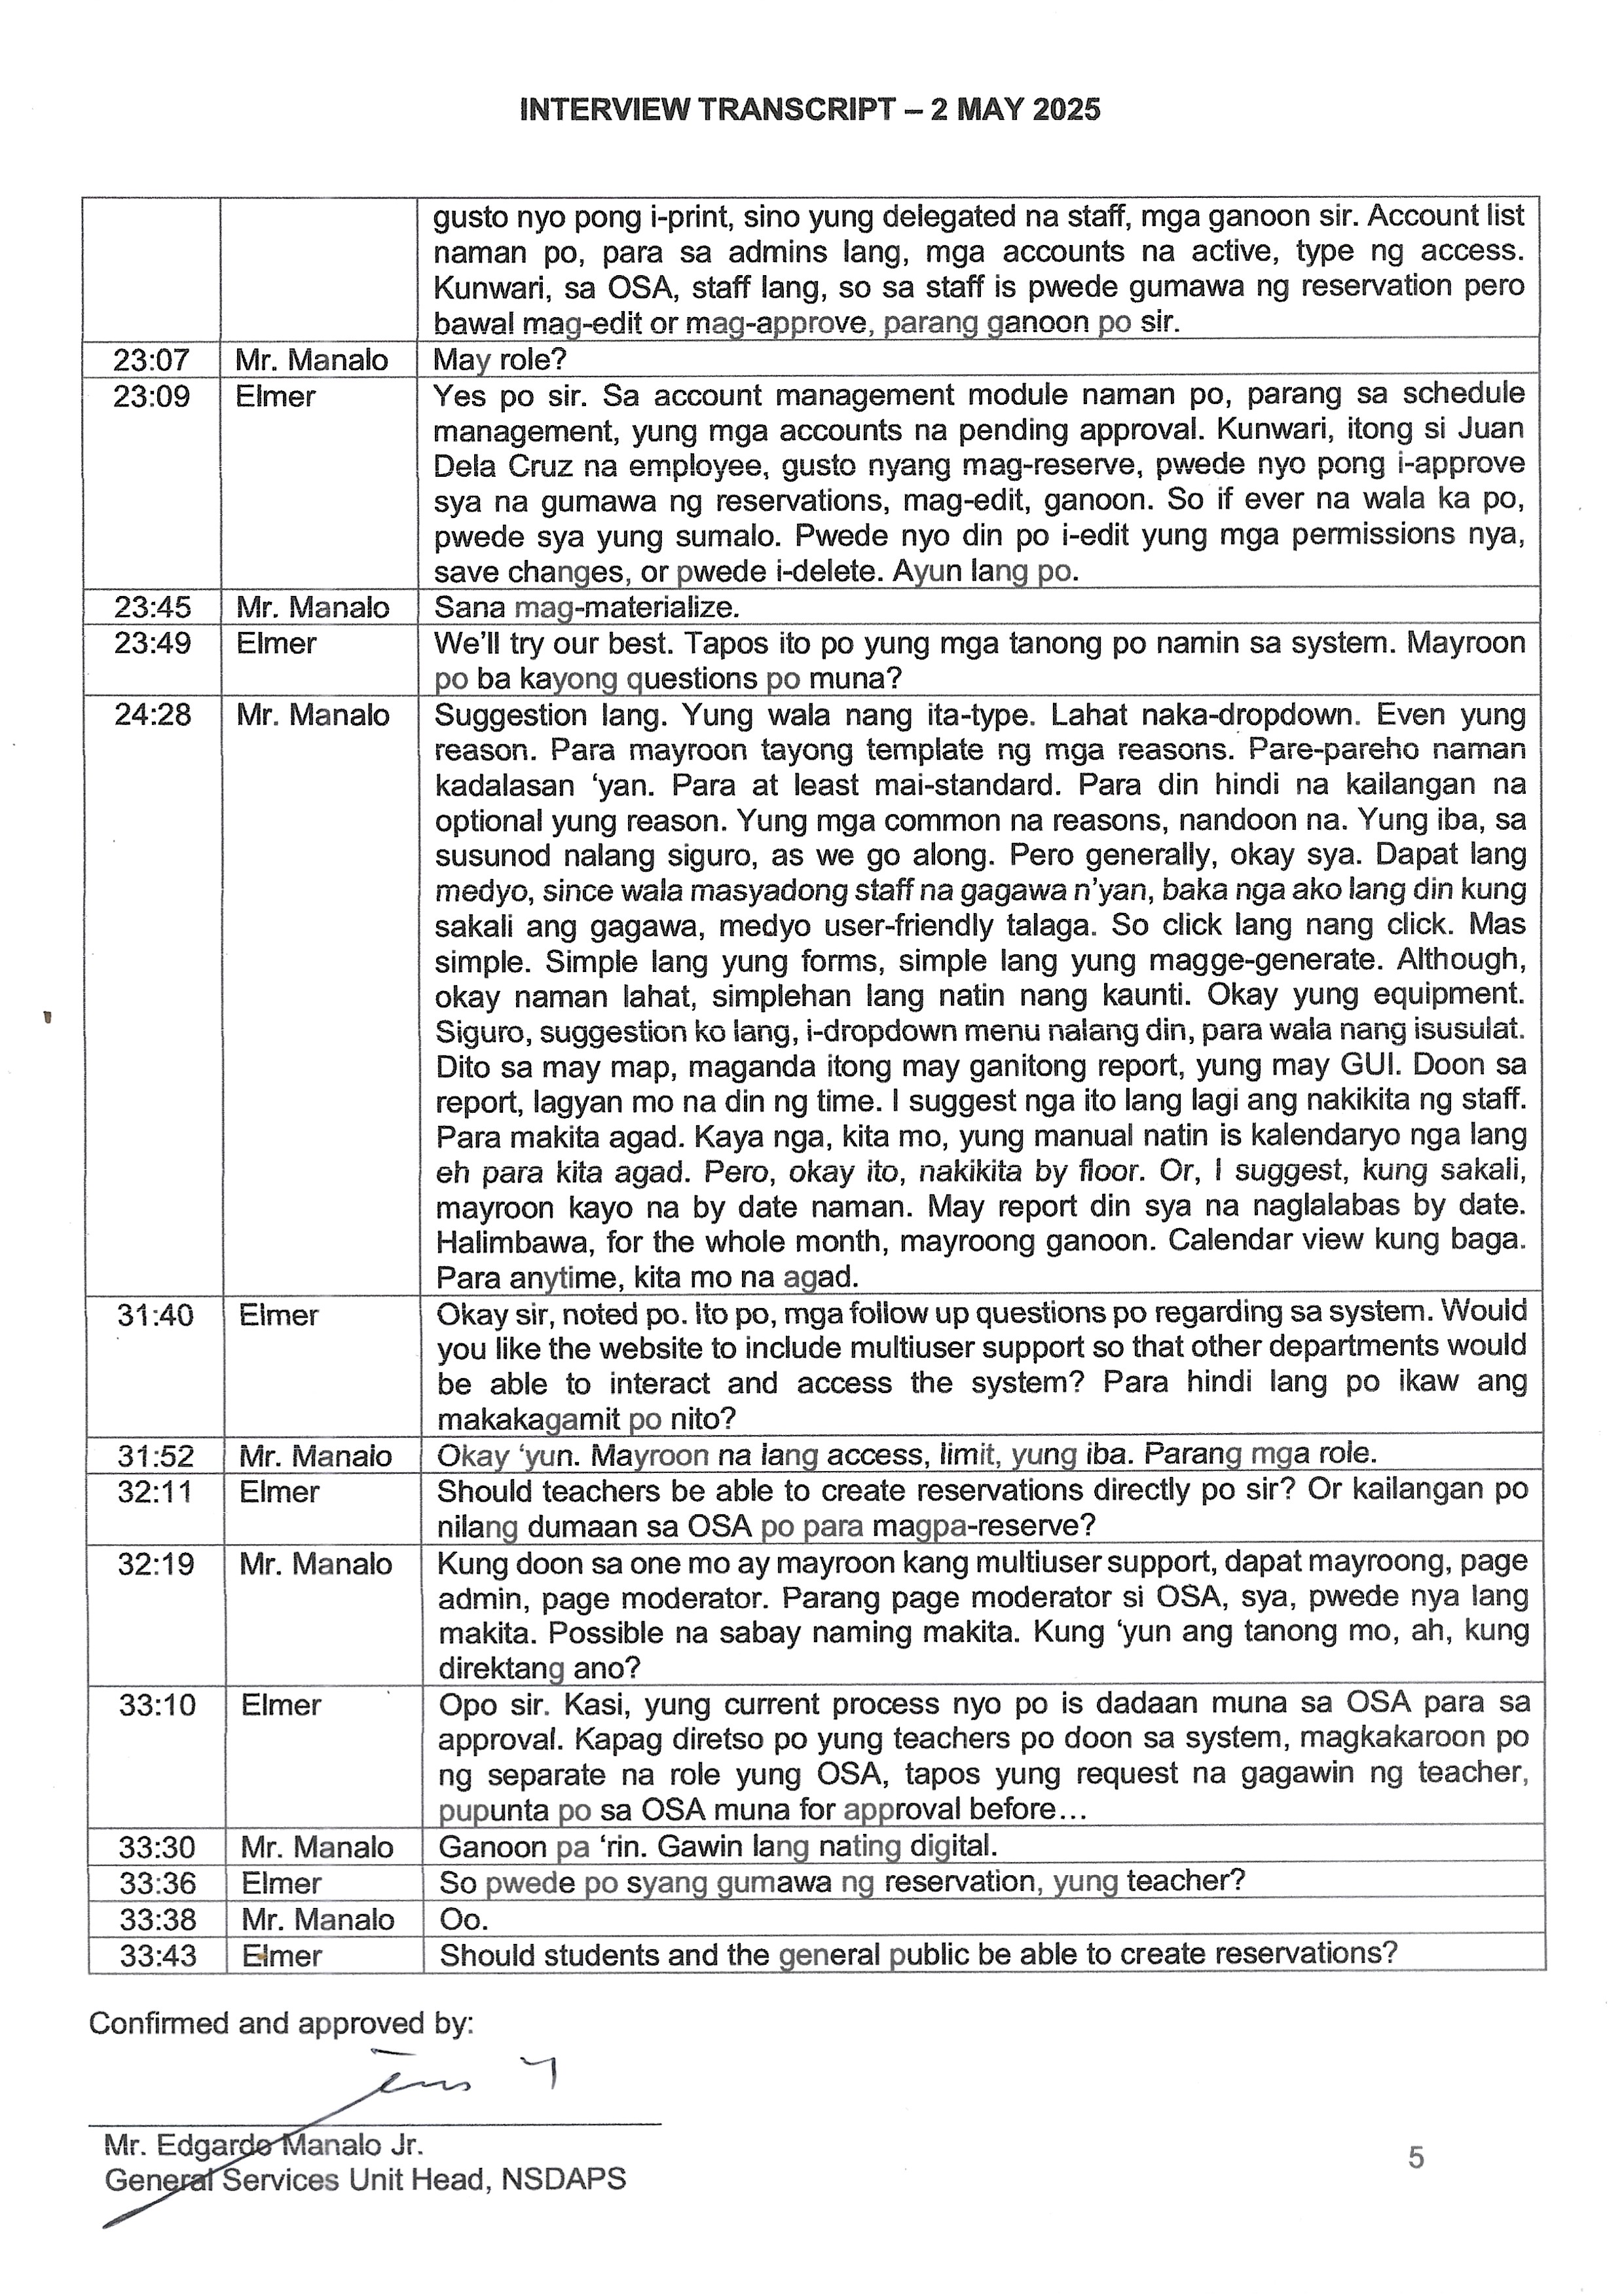 INTERVIEW TRANSCRIPT – 2 MAY 2025
gusto nyo pong i-print, sino yung delegated na staff, mga ganoon sir. Account list
naman po, para sa admins lang, mga accounts na active, type ng access.
Kunwari, sa OSA, staff lang, so sa staff is pwede gumawa ng reservation pero
bawal mag-edit or mag-approve, parang ganoon po sir.
23:07 Mr. Manalo May role?
23:09 Elmer Yes po sir. Sa account management module naman po, parang sa schedule
management, yung mga accounts na pending approval. Kunwari, itong si Juan
Dela Cruz na employee, gusto nyang mag-reserve, pwede nyo pong i-approve
sya na gumawa ng reservations, mag-edit, ganoon. So if ever na wala ka po,
pwede sya yung sumalo. Pwede nyo din po i-edit yung mga permissions nya,
save changes, or pwede i-delete. Ayun lang po.
23:45 Mr. Manalo Sana mag-materialize.
23:49 Elmer We'll try our best. Tapos ito po yung mga tanong po namin sa system. Mayroon
po ba kayong questions po muna?
24:28 Mr. Manalo Suggestion lang. Yung wala nang ita-type. Lahat naka-dropdown. Even yung
reason. Para mayroon tayong template ng mga reasons. Pare-pareho naman
kadalasan ‘yan. Para at least mai-standard. Para din hindi na kailangan na
optional yung reason. Yung mga common na reasons, nandoon na. Yung iba, sa
susunod nalang siguro, as we go along. Pero generally, okay sya. Dapat lang
medyo, since wala masyadong staff na gagawa n’yan, baka nga ako lang din kung
sakali ang gagawa, medyo user-friendly talaga. So click lang nang click. Mas
simple. Simple lang yung forms, simple lang yung magge-generate. Although,
okay naman lahat, simplehan lang natin nang kaunti. Okay yung equipment.
Siguro, suggestion ko lang, i-dropdown menu nalang din, para wala nang isusulat.
Dito sa may map, maganda itong may ganitong report, yung may GUI. Doon sa
report, lagyan mo na din ng time. I suggest nga ito lang lagi ang nakikita ng staff.
Para makita agad. Kaya nga, kita mo, yung manual natin is kalendaryo nga lang
eh para kita agad. Pero, okay ito, nakikita by floor. Or, I suggest, kung sakali,
mayroon kayo na by date naman. May report din sya na naglalabas by date.
Halimbawa, for the whole month, mayroong ganoon. Calendar view kung baga.
Para anytime, kita mo na agad.
31:40 Elmer Okay sir, noted po. Ito po, mga follow up questions po regarding sa system. Would
you like the website to include multiuser support so that other departments would
be able to interact and access the system? Para hindi lang po ikaw ang
makakagamit po nito?
31:52 Mr. Manalo Okay ‘yun. Mayroon na lang access, limit, yung iba. Parang mga role.
32:11 Elmer Should teachers be able to create reservations directly po sir? Or kailangan po
nilang dumaan sa OSA po para magpa-reserve?
32:19 Mr. Manalo Kung doon sa one mo ay mayroon kang multiuser support, dapat mayroong, page
admin, page moderator. Parang page moderator si OSA, sya, pwede nya lang
makita. Possible na sabay naming makita. Kung ‘yun ang tanong mo, ah, kung
direktang ano?
33:10 Elmer Opo sir. Kasi, yung current process nyo po is dadaan muna sa OSA para sa
approval. Kapag diretso po yung teachers po doon sa system, magkakaroon po
ng separate na role yung OSA, tapos yung request na gagawin ng teacher,
pupunta po sa OSA muna for approval before…
33:30 Mr. Manalo Ganoon pa ‘rin. Gawin lang nating digital.
33:36 Elmer So pwede po syang gumawa ng reservation, yung teacher?
33:38 Mr. Manalo Oo.
33:43 Elmer Should students and the general public be able to create reservations?
Confirmed and approved by:
Mr. Edgardo Manalo Jr.
General Services Unit Head, NSDAPS
5